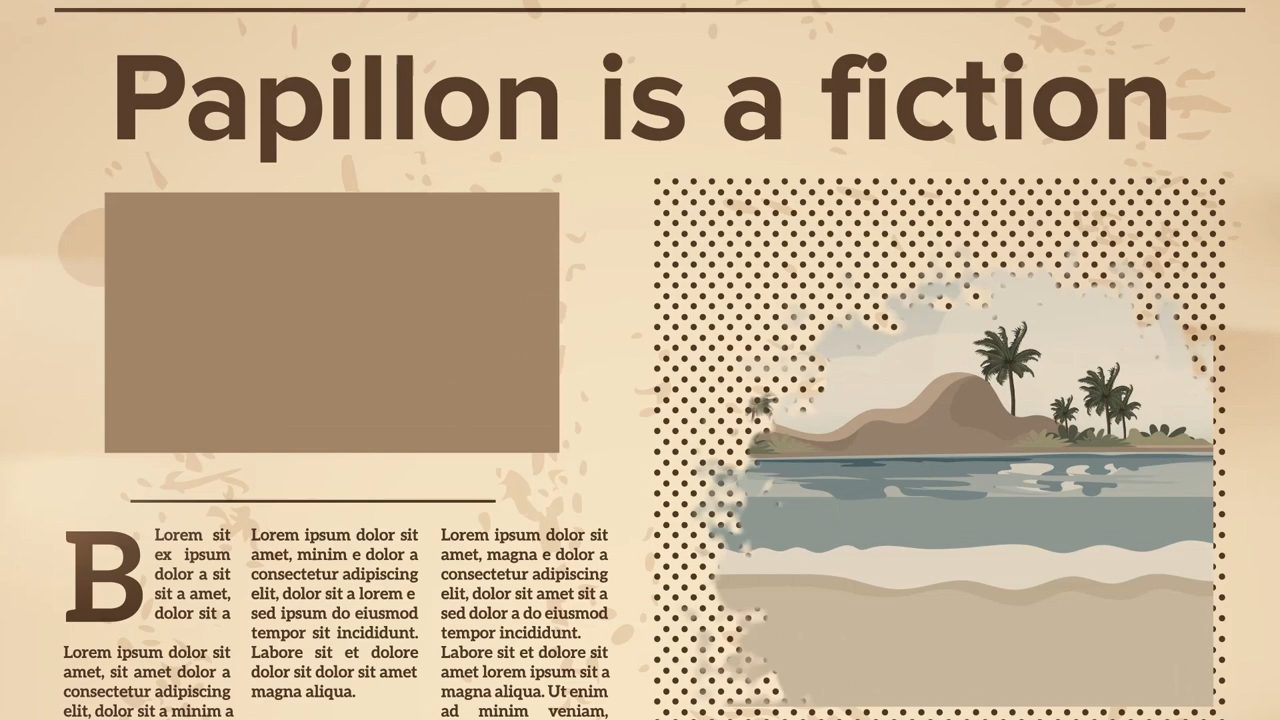 Papillon is a fiction
B
Lorem sit
ex ipsum
dolor a sit
sit a amet,
dolor sit a
Lorem ipsum dolor sit
amet, sit amet dolor a
consectetur adipiscing
elit, dolor sit a minim a
Lorem ipsum dolor sit
amet, minim e dolor a
consectetur adipiscing
elit, dolor sit a lorem e
sed ipsum do eiusmod
tempor sit incididunt.
Labore sit et dolore
dolor sit dolor sit amet
magna aliqua.
Lorem ipsum dolor sit
amet, magna e dolor a
consectetur adipiscing
elit, dolor sit amet sit a
sed dolor a do eiusmod
tempor incididunt.
Labore sit et dolore sit
amet lorem ipsum sit a
magna aliqua. Ut enim
ad minim veniam,